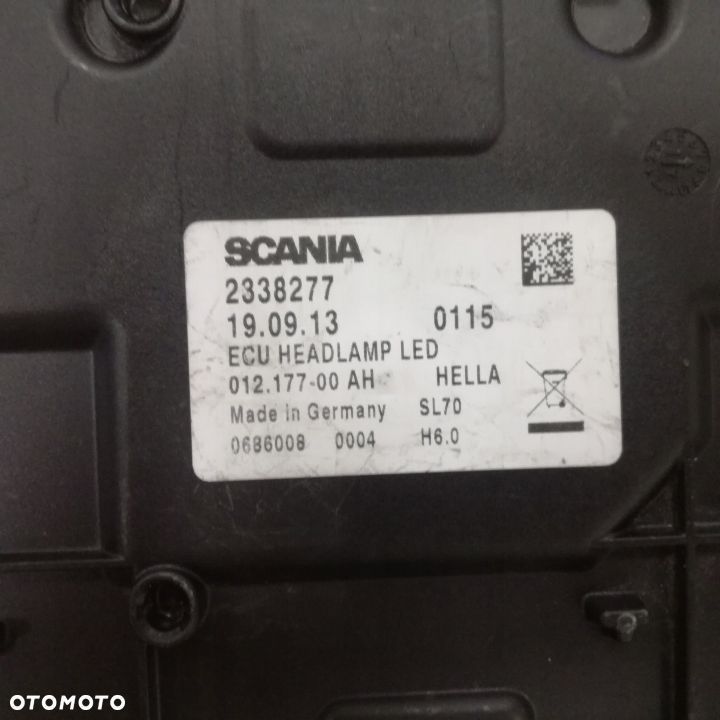 SCANIA
2338277
19.09.13 0115
ECU HEADLAMP LED
012.177-00 AH HELLA
Made in Germany SL70
0686008 0004 H6.0
OTOMOTO